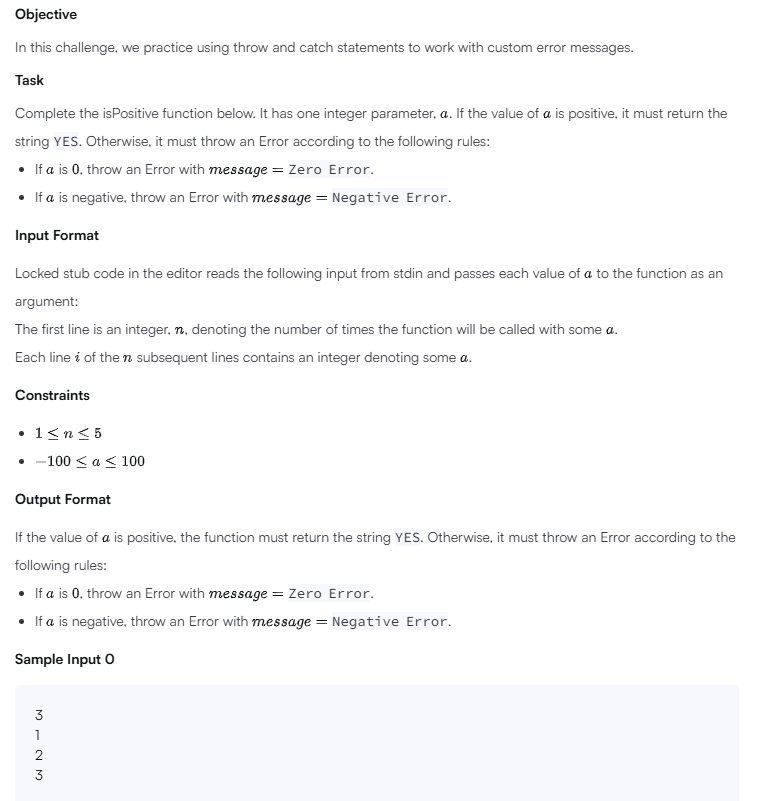 Objective
In this challenge, we practice using throw and catch statements to work with custom error messages.
Task
Complete the isPositive function below. It has one integer parameter, a. If the value of a is positive, it must return the
string YES. Otherwise, it must throw an Error according to the following rules:
• If a is 0, throw an Error with message = Zero Error.
• If a is negative, throw an Error with message = Negative Error.
Input Format
Locked stub code in the editor reads the following input from stdin and passes each value of a to the function as an
argument:
The first line is an integer, n, denoting the number of times the function will be called with some a.
Each line i of the n subsequent lines contains an integer denoting some a.
Constraints
• 1 ≤ n ≤ 5
• −100 ≤ a ≤ 100
Output Format
If the value of a is positive, the function must return the string YES. Otherwise, it must throw an Error according to the
following rules:
• If a is 0, throw an Error with message = Zero Error.
• If a is negative, throw an Error with message = Negative Error.
Sample Input 0
3
1
2
3